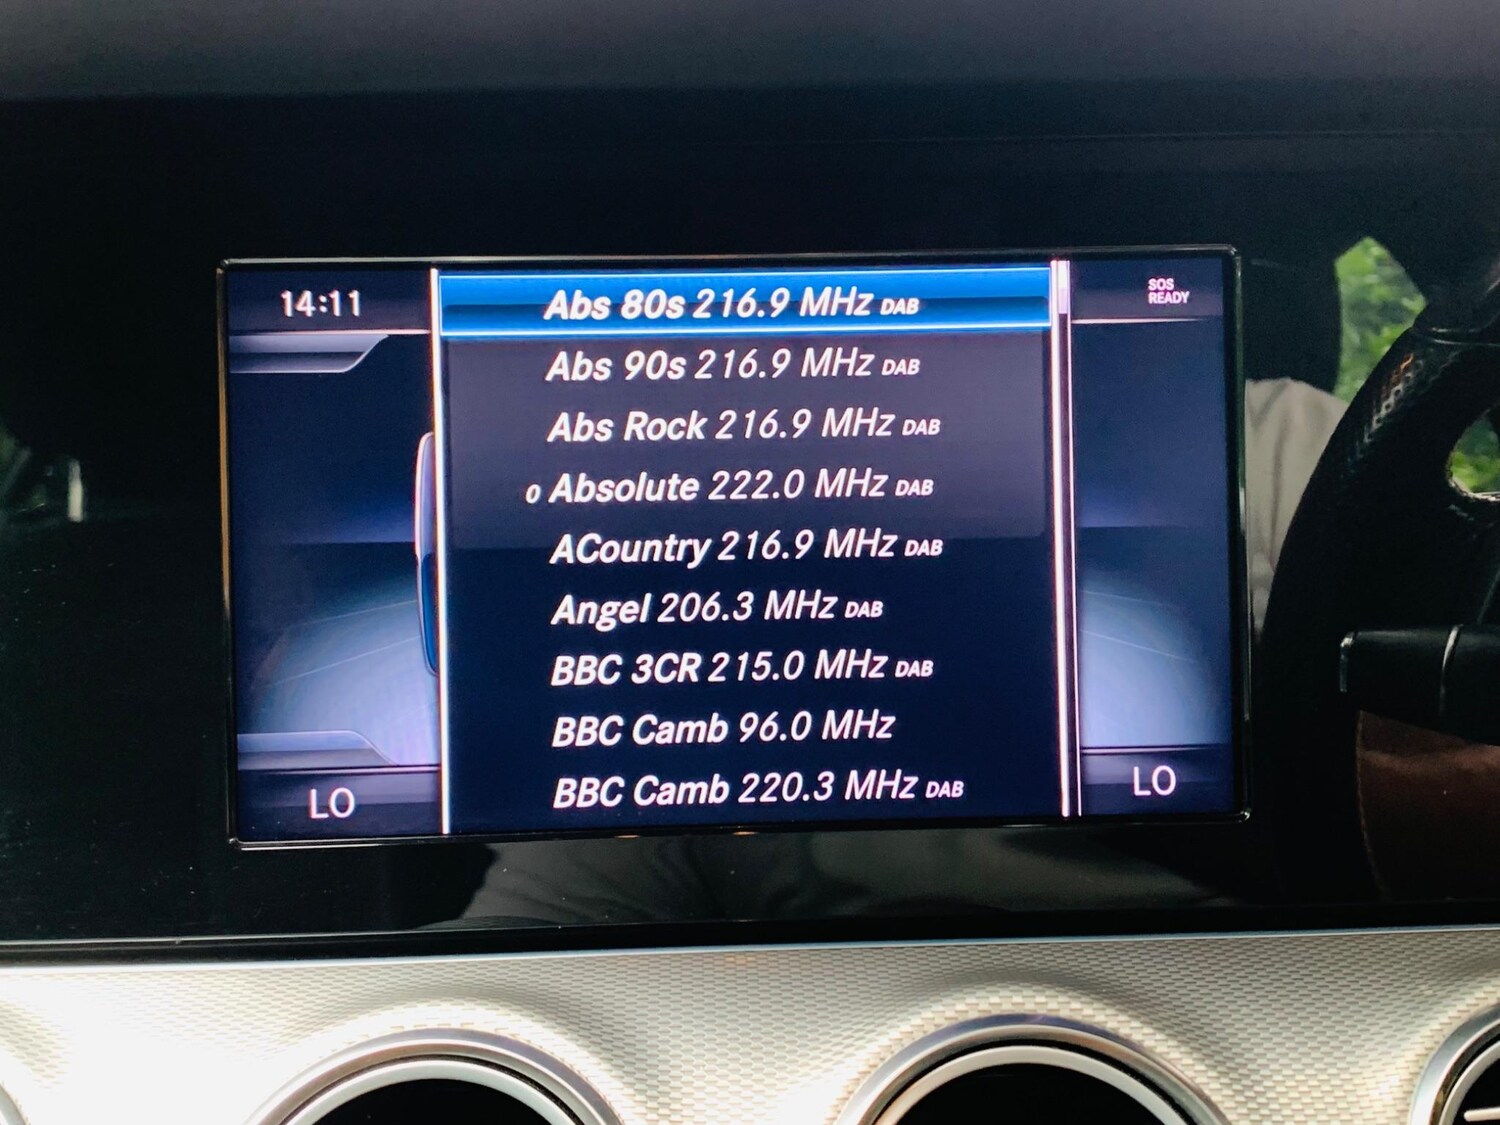 14:11
SOS
READY
Abs 80s 216.9 MHz DAB
Abs 90s 216.9 MHz DAB
Abs Rock 216.9 MHz DAB
o Absolute 222.0 MHz DAB
ACountry 216.9 MHz DAB
Angel 206.3 MHz DAB
BBC 3CR 215.0 MHz DAB
BBC Camb 96.0 MHz
BBC Camb 220.3 MHz DAB
LO
LO